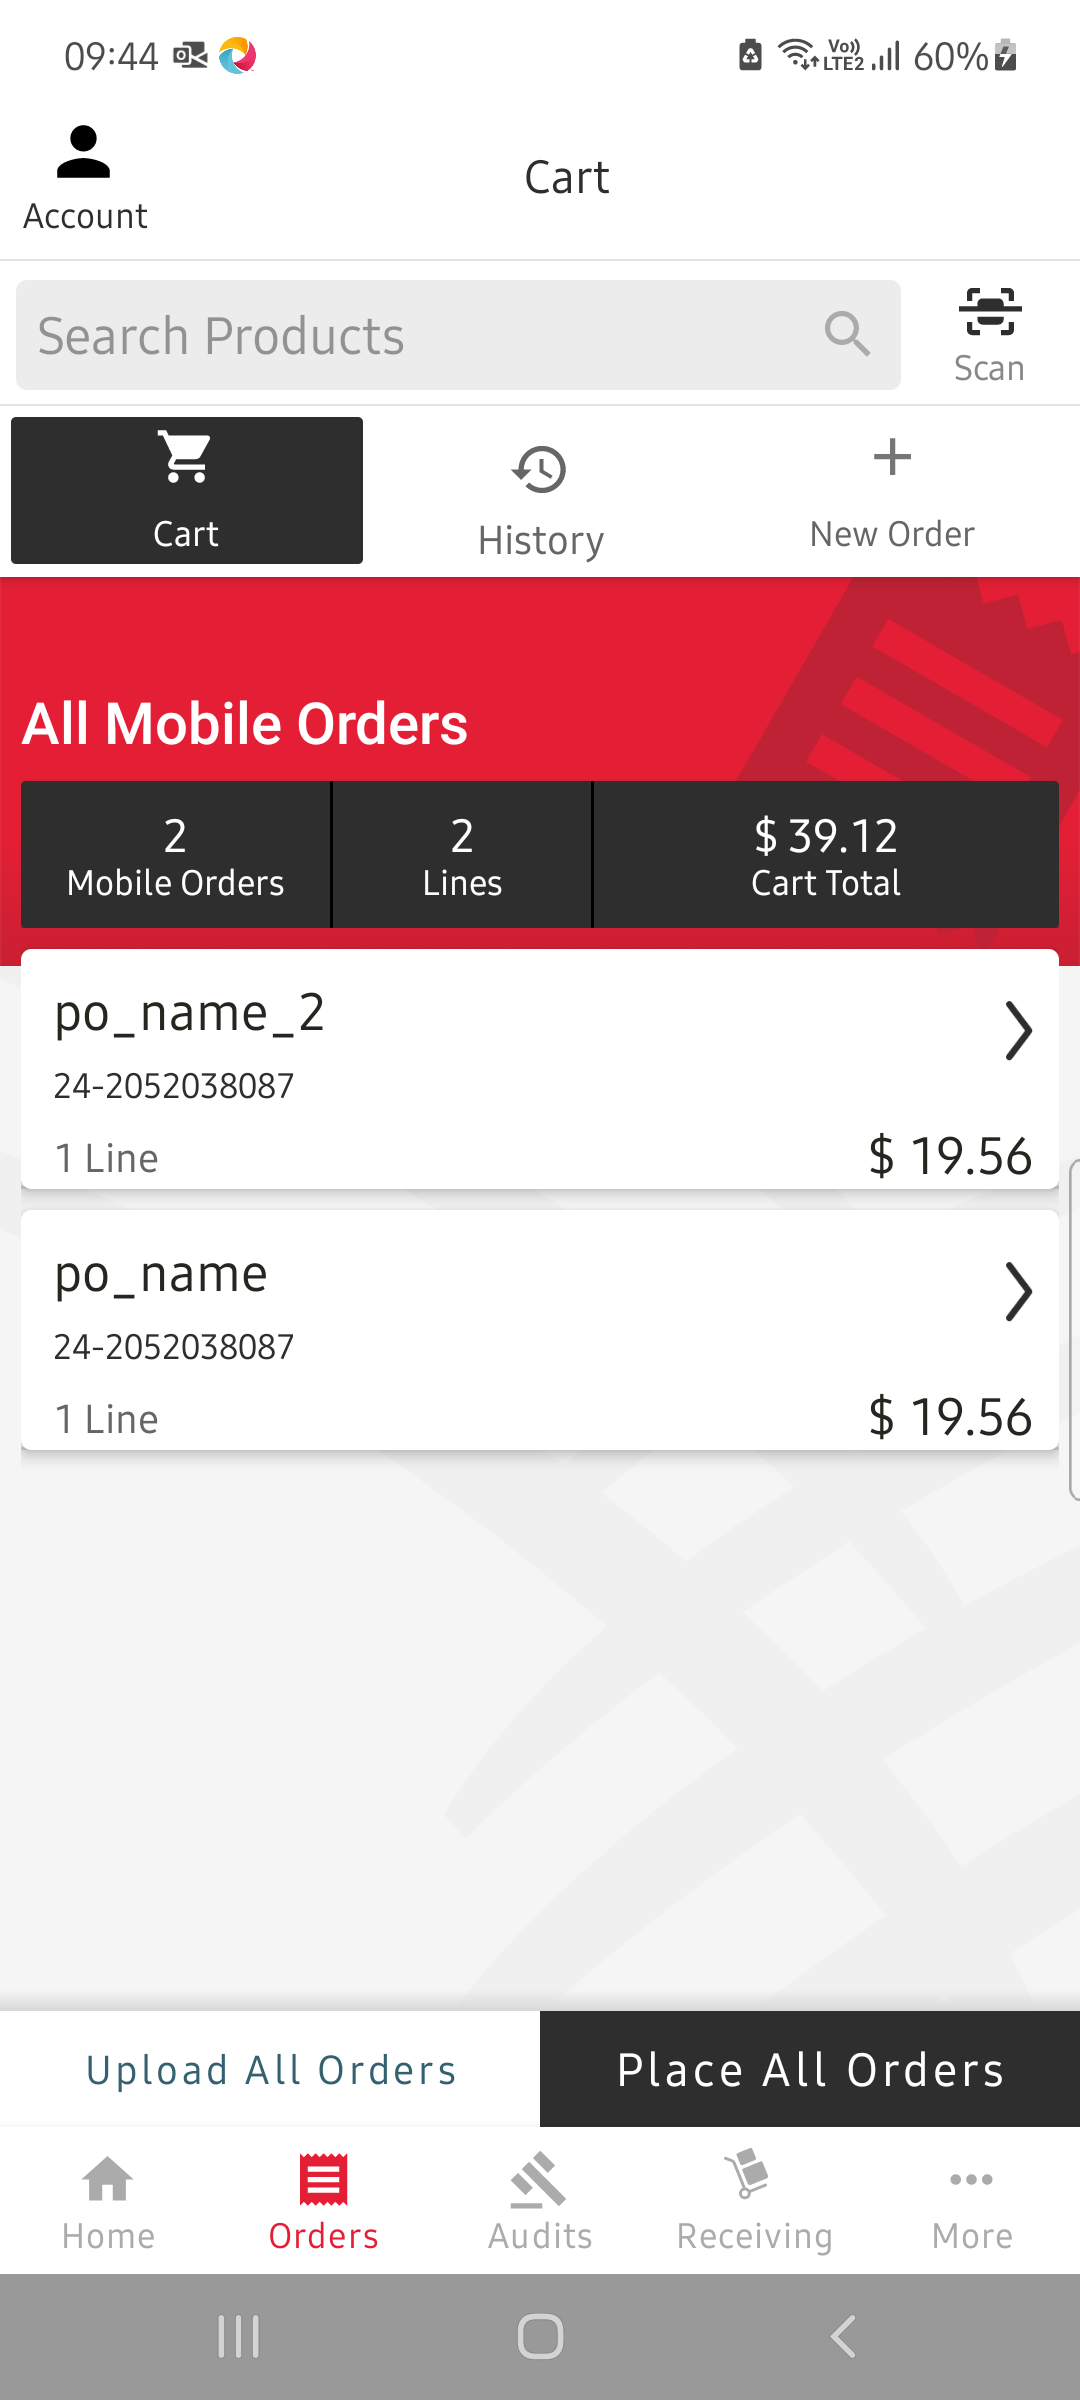 09:44
Vo))
LTE2
60%
Account
Cart
Search Products
Scan
Cart
History
New Order
All Mobile Orders
2
Mobile Orders
2
Lines
$ 39.12
Cart Total
po_name_2
24-2052038087
1 Line
$ 19.56
po_name
24-2052038087
1 Line
$ 19.56
Upload All Orders
Place All Orders
Home
Orders
Audits
Receiving
More